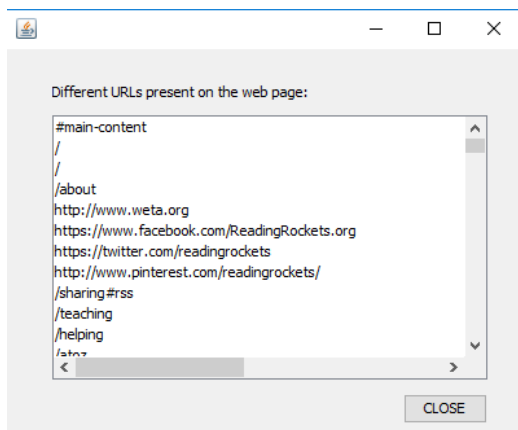 Different URLs present on the web page:
#main-content
/
/
/about
http://www.weta.org
https://www.facebook.com/ReadingRockets.org
https://twitter.com/readingrockets
http://www.pinterest.com/readingrockets/
/sharing#rss
/teaching
/helping
/atoz
CLOSE